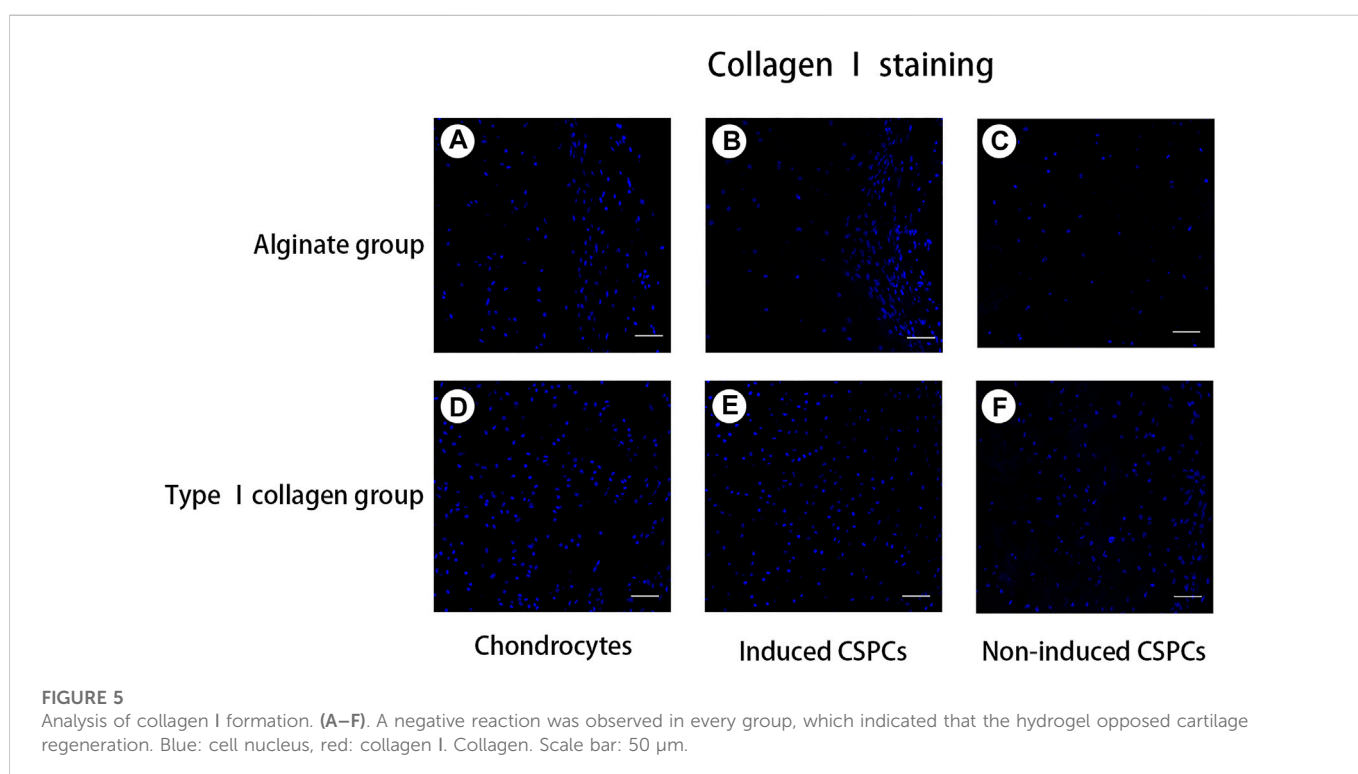 Collagen I staining
A
B
C
Alginate group
D
E
F
Type I collagen group
Chondrocytes
Induced CSPCs
Non-induced CSPCs
FIGURE 5
Analysis of collagen I formation. (A–F). A negative reaction was observed in every group, which indicated that the hydrogel opposed cartilage
regeneration. Blue: cell nucleus, red: collagen I. Collagen. Scale bar: 50 μm.